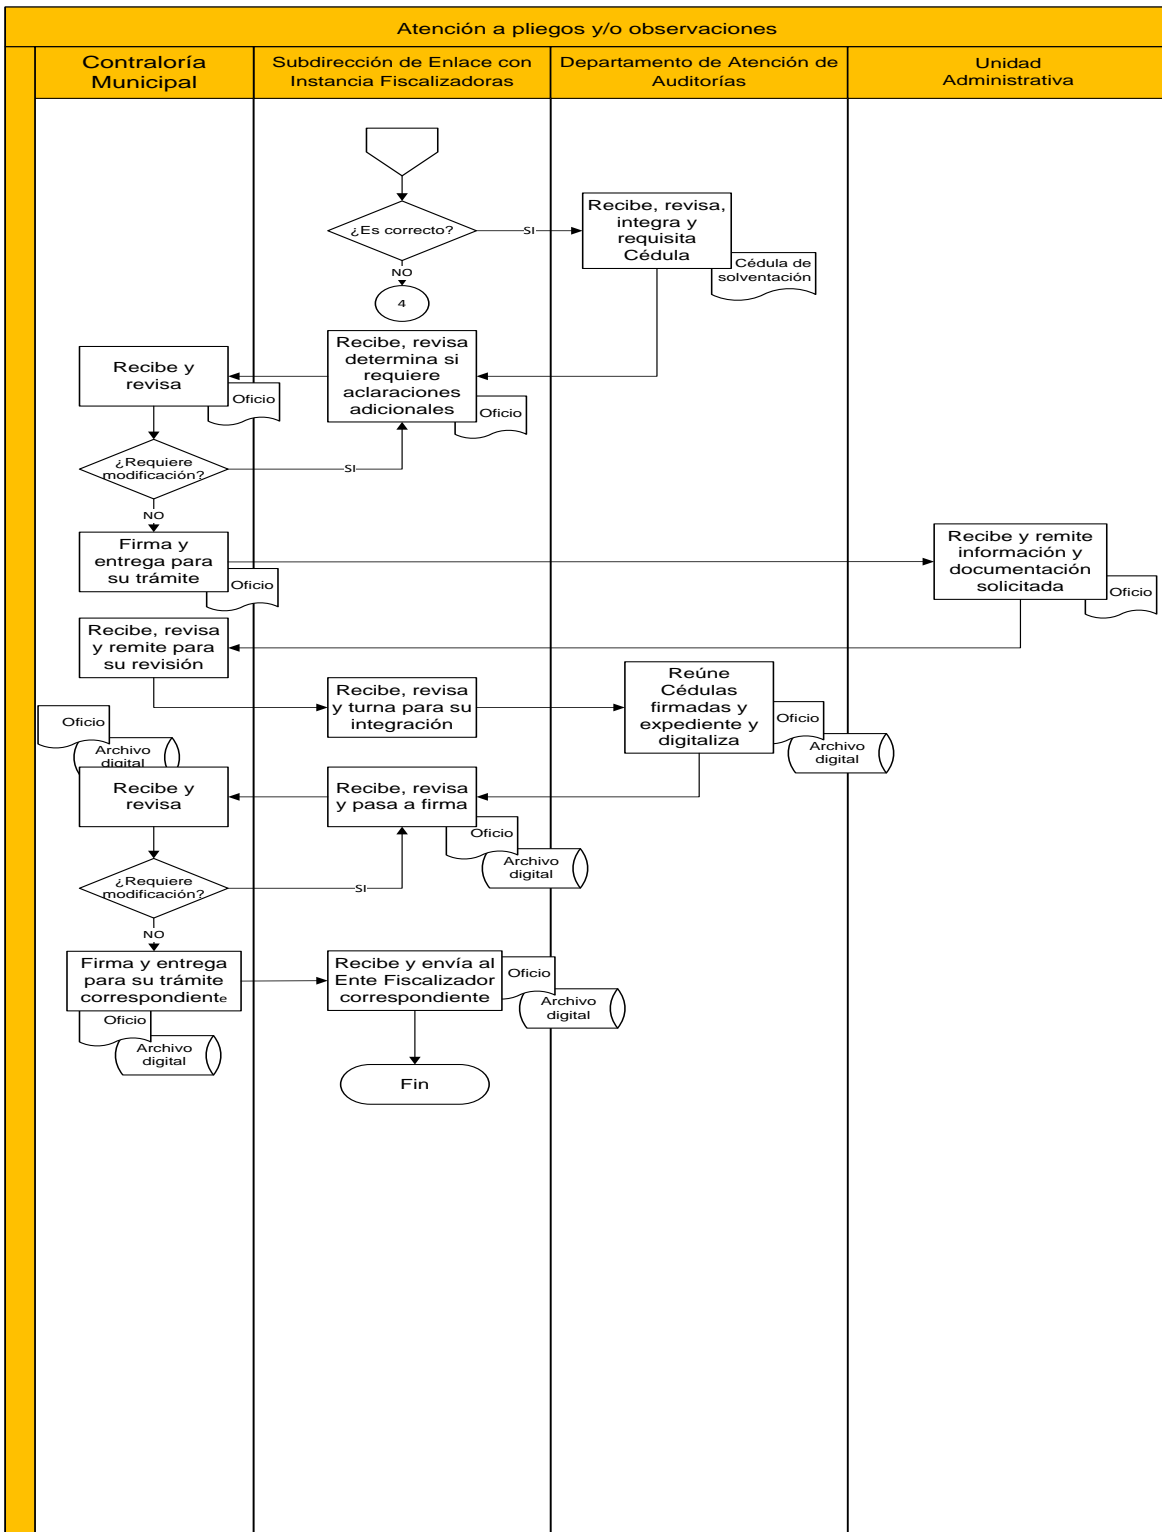 Atención a pliegos y/o observaciones
Contraloría
Municipal
Subdirección de Enlace con
Instancia Fiscalizadoras
Departamento de Atención de
Auditorías
Unidad
Administrativa
¿Es correcto?
SI
Recibe, revisa,
integra y
requisita
Cédula
Cédula de
solventación
NO
4
Recibe, revisa
determina si
requiere
aclaraciones
adicionales
Oficio
Recibe y
revisa
Oficio
¿Requiere
modificación?
SI
NO
Firma y
entrega para
su trámite
Oficio
Recibe y remite
información y
documentación
solicitada
Oficio
Recibe, revisa
y remite para
su revisión
Oficio
Archivo
digital
Recibe, revisa
y turna para su
integración
Reúne
Cédulas
firmadas y
expediente y
digitaliza
Oficio
Archivo
digital
Recibe y
revisa
Recibe, revisa
y pasa a firma
Oficio
Archivo
digital
¿Requiere
modificación?
SI
NO
Firma y entrega
para su trámite
correspondiente
Oficio
Archivo
digital
Recibe y envía al
Ente Fiscalizador
correspondiente
Oficio
Archivo
digital
Fin